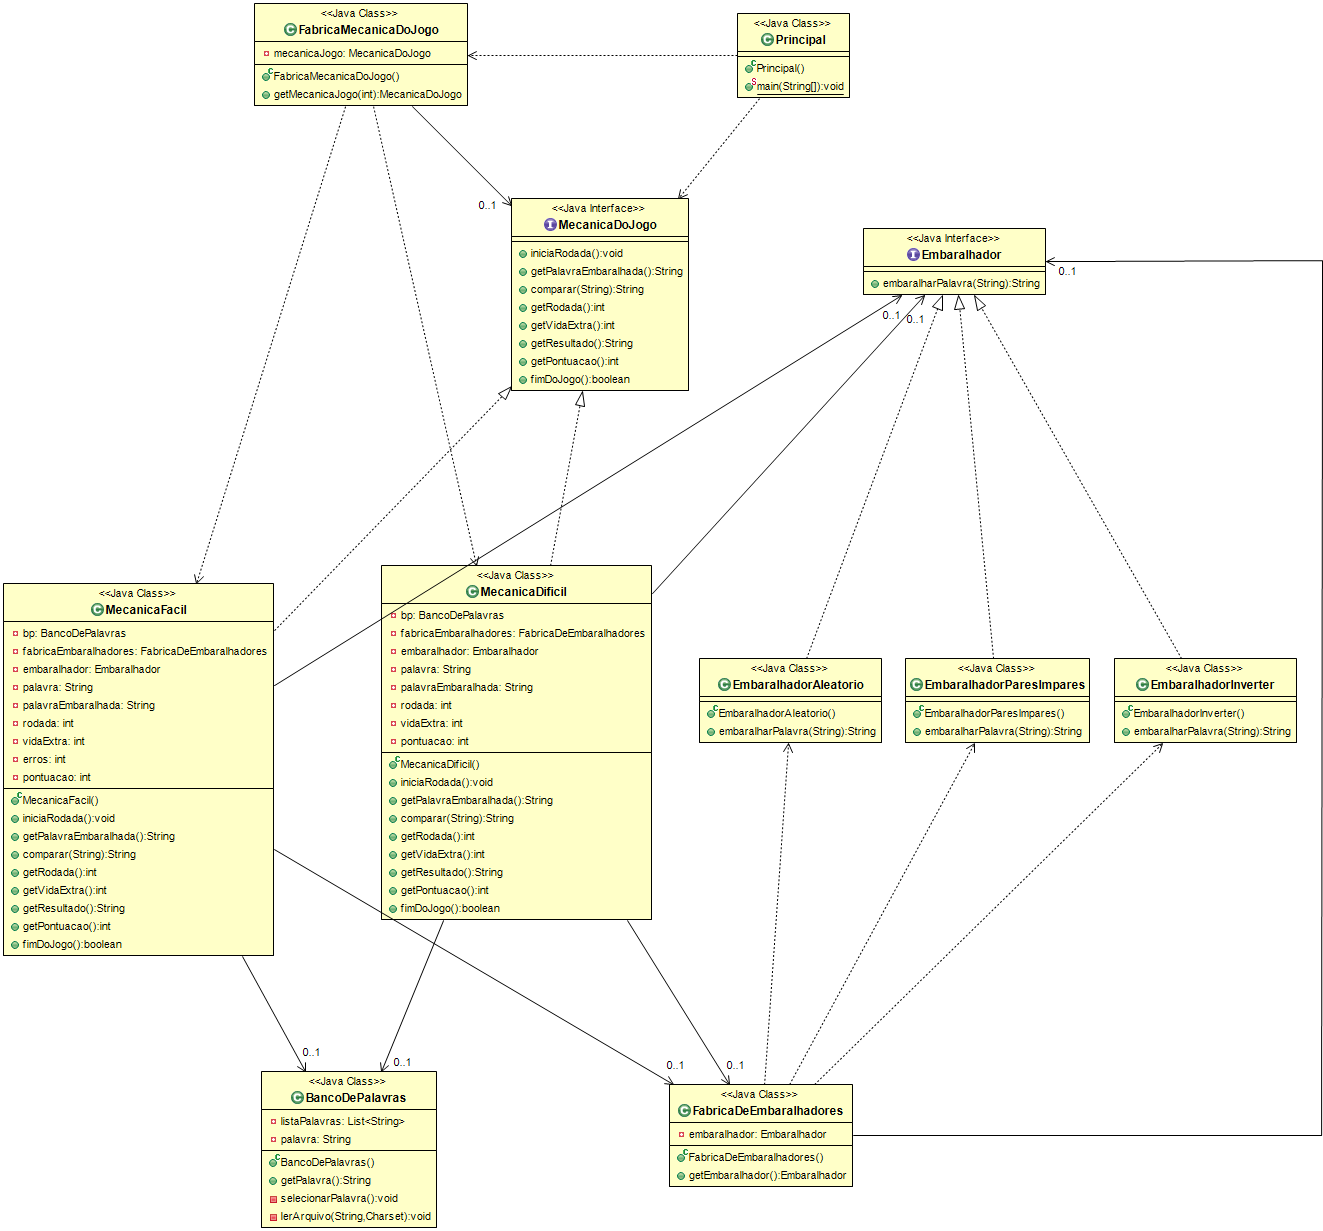 <<Java Class>>
FabricaMecanicaDoJogo
mecanicaJogo: MecanicaDoJogo
FabricaMecanicaDoJogo()
getMecanicaJogo(int):MecanicaDoJogo
<<Java Class>>
Principal
Principal()
main(String[]):void
0..1
<<Java Interface>>
MecanicaDoJogo
iniciaRodada():void
getPalavraEmbaralhada():String
comparar(String):String
getRodada():int
getVidaExtra():int
getResultado():String
getPontuacao():int
fimDoJogo():boolean
<<Java Interface>>
Embaralhador
embaralharPalavra(String):String
0..1
0..1
0..1
<<Java Class>>
MecanicaFacil
bp: BancoDePalavras
fabricaEmbaralhadores: FabricaDeEmbaralhadores
embaralhador: Embaralhador
palavra: String
palavraEmbaralhada: String
rodada: int
vidaExtra: int
erros: int
pontuacao: int
MecanicaFacil()
iniciaRodada():void
getPalavraEmbaralhada():String
comparar(String):String
getRodada():int
getVidaExtra():int
getResultado():String
getPontuacao():int
fimDoJogo():boolean
<<Java Class>>
MecanicaDificil
bp: BancoDePalavras
fabricaEmbaralhadores: FabricaDeEmbaralhadores
embaralhador: Embaralhador
palavra: String
palavraEmbaralhada: String
rodada: int
vidaExtra: int
pontuacao: int
MecanicaDificil()
iniciaRodada():void
getPalavraEmbaralhada():String
comparar(String):String
getRodada():int
getVidaExtra():int
getResultado():String
getPontuacao():int
fimDoJogo():boolean
<<Java Class>>
EmbaralhadorAleatorio
EmbaralhadorAleatorio()
embaralharPalavra(String):String
<<Java Class>>
EmbaralhadorParesImpares
EmbaralhadorParesImpares()
embaralharPalavra(String):String
<<Java Class>>
EmbaralhadorInverter
EmbaralhadorInverter()
embaralharPalavra(String):String
0..1
0..1
0..1
0..1
<<Java Class>>
BancoDePalavras
listaPalavras: List<String>
palavra: String
BancoDePalavras()
getPalavra():String
selecionarPalavra():void
lerArquivo(String,Charset):void
<<Java Class>>
FabricaDeEmbaralhadores
embaralhador: Embaralhador
FabricaDeEmbaralhadores()
getEmbaralhador():Embaralhador